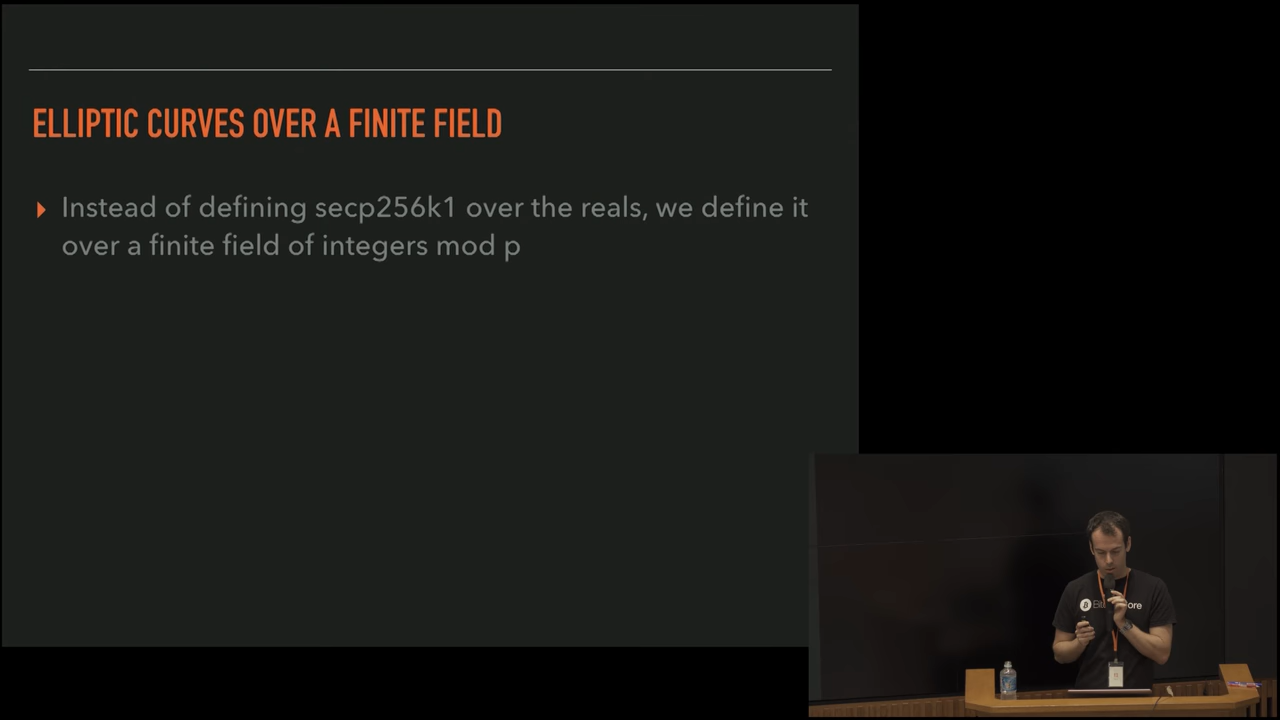 ELLIPTIC CURVES OVER A FINITE FIELD
Instead of defining secp256k1 over the reals, we define it
over a finite field of integers mod p